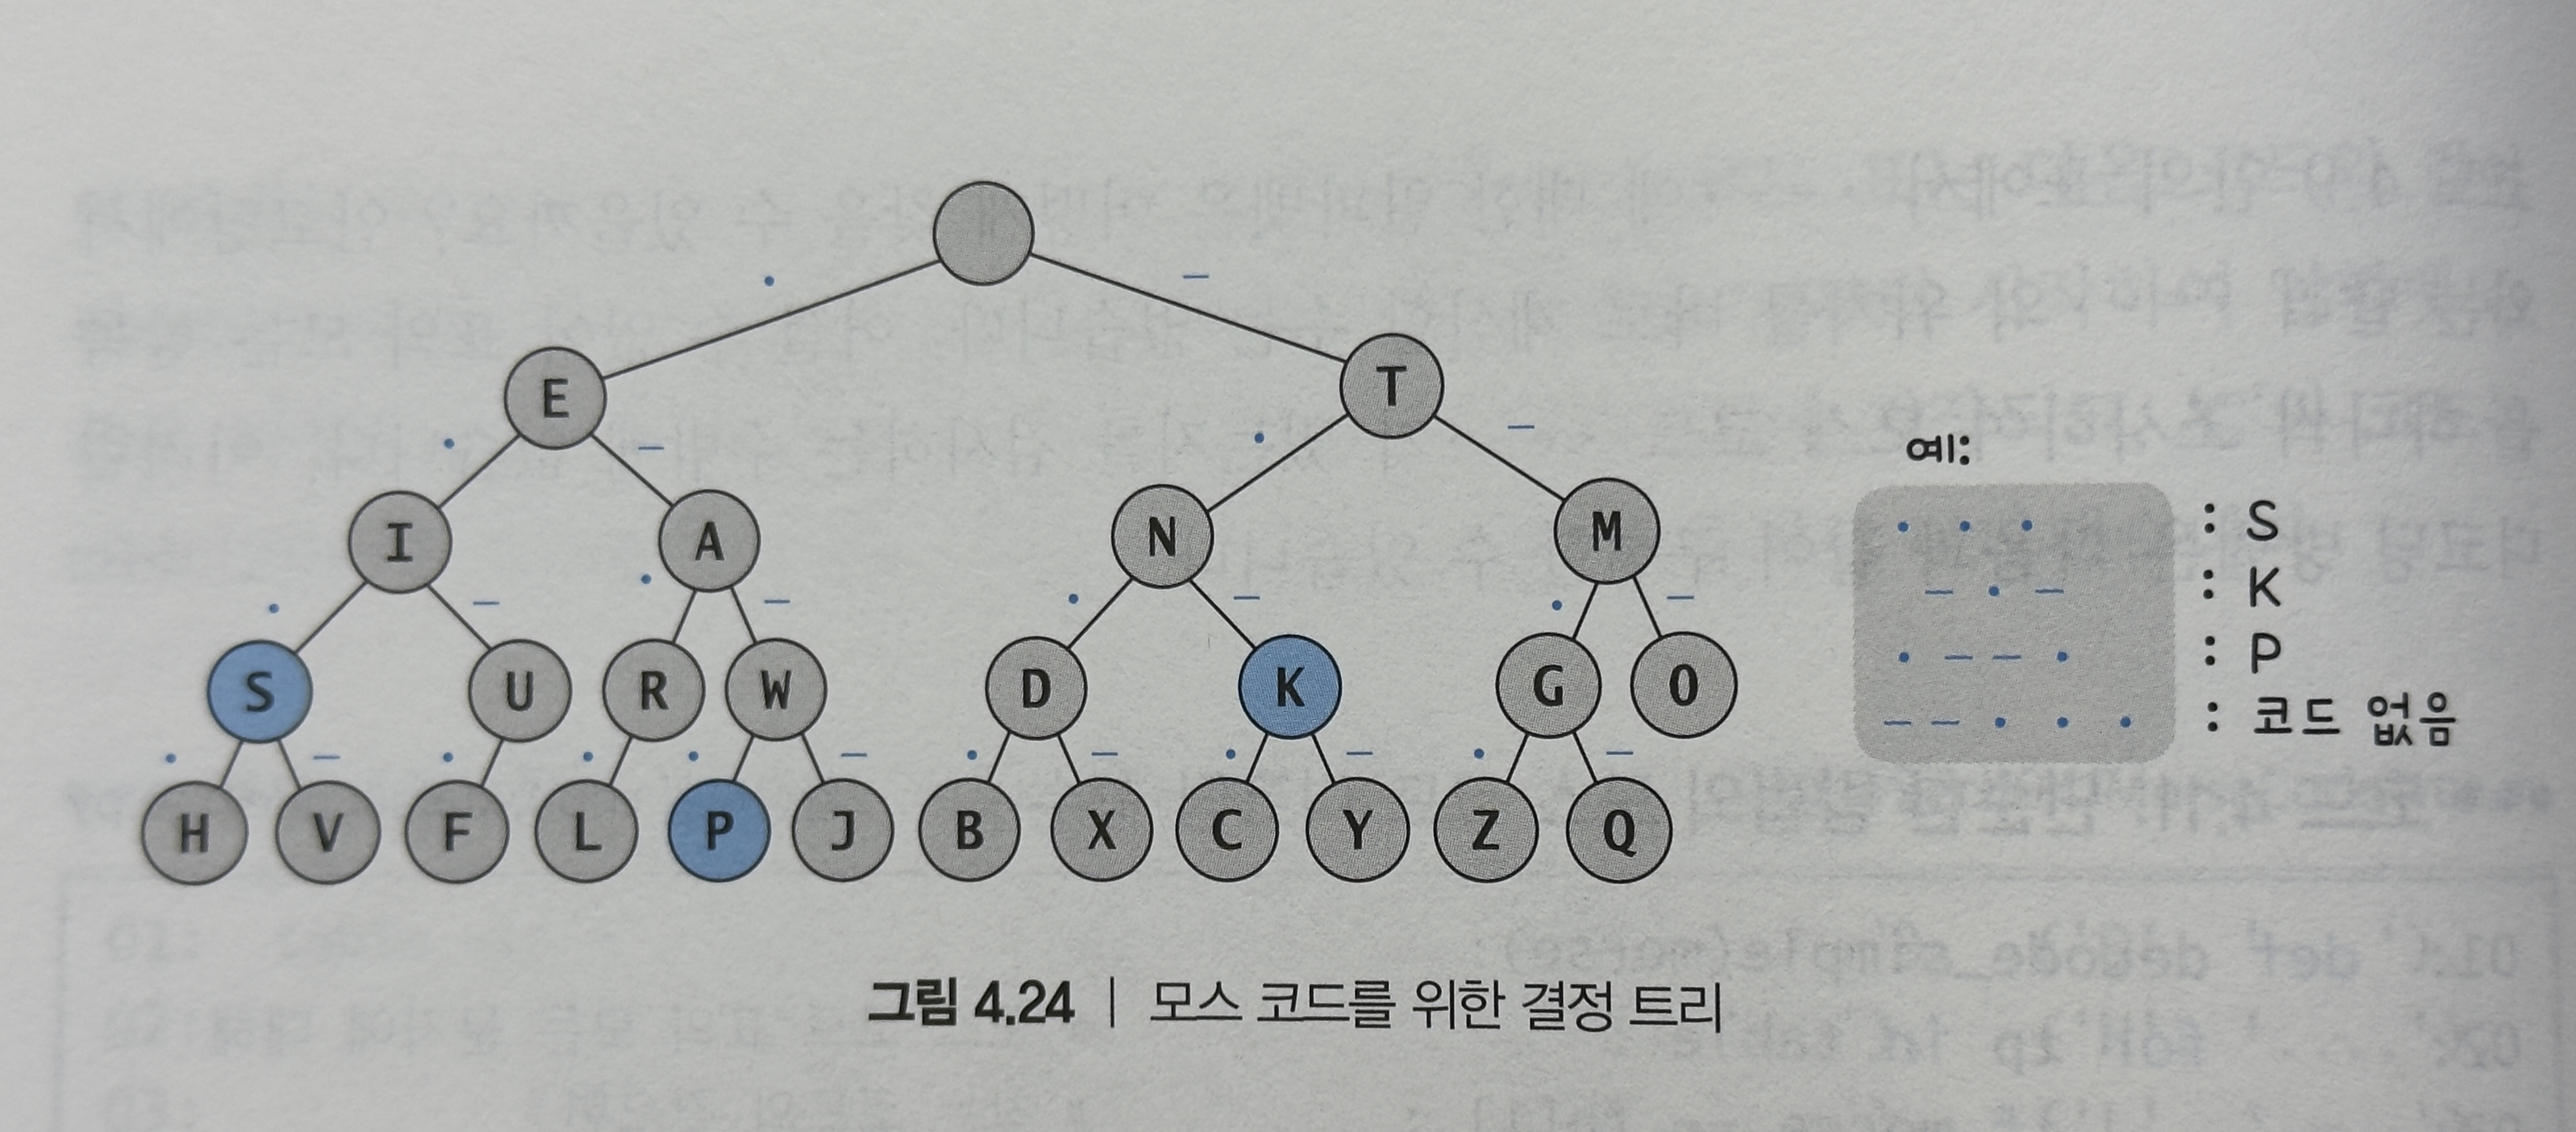 · –
E T
· – · –
I A N M
· – · – · – · –
S U R W D K G O
· – · · · – · – · – · –
H V F L P J B X C Y Z Q
예:
· · · : S
– · – : K
· – – · : P
– – · · · : 코드 없음
그림 4.24 | 모스 코드를 위한 결정 트리